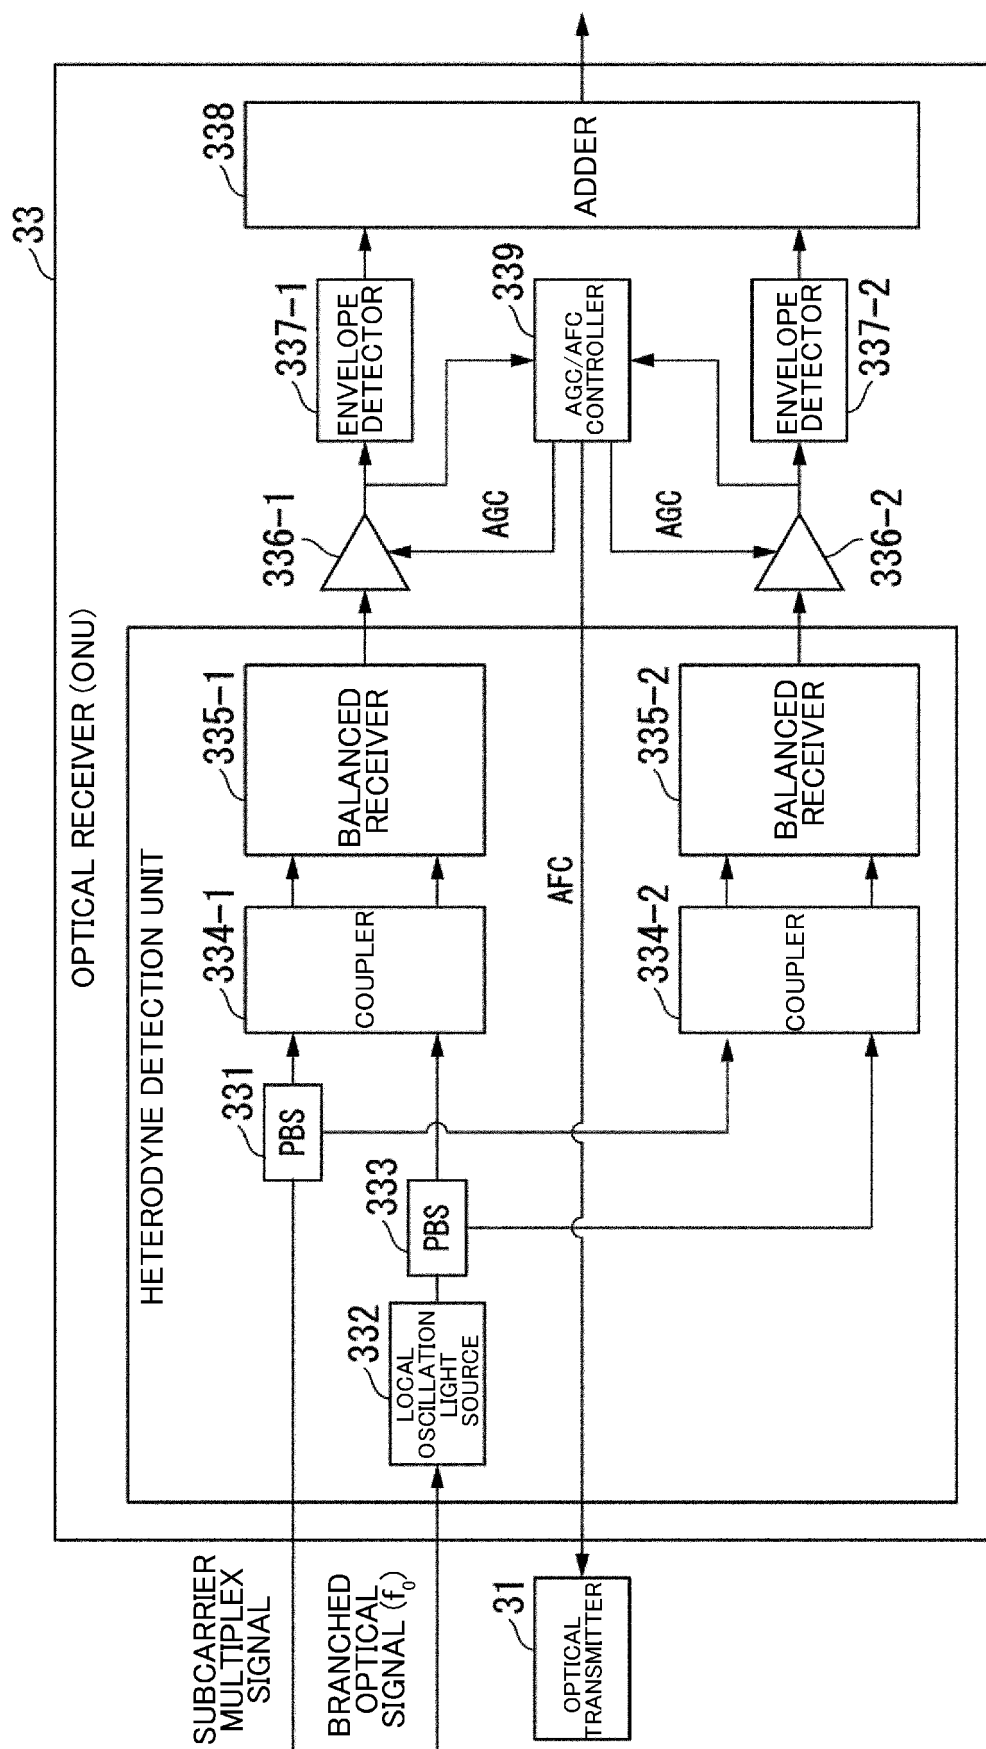 33
OPTICAL RECEIVER (ONU)
HETERODYNE DETECTION UNIT
SUBCARRIER
MULTIPLEX
SIGNAL
BRANCHED
OPTICAL
SIGNAL (f₀)
31
OPTICAL
TRANSMITTER
332
LOCAL
OSCILLATION
LIGHT
SOURCE
331
PBS
333
PBS
334-1
COUPLER
334-2
COUPLER
335-1
BALANCED
RECEIVER
335-2
BALANCED
RECEIVER
AFC
336-1
336-2
AGC
AGC
337-1
ENVELOPE
DETECTOR
339
AGC/AFC
CONTROLLER
337-2
ENVELOPE
DETECTOR
338
ADDER